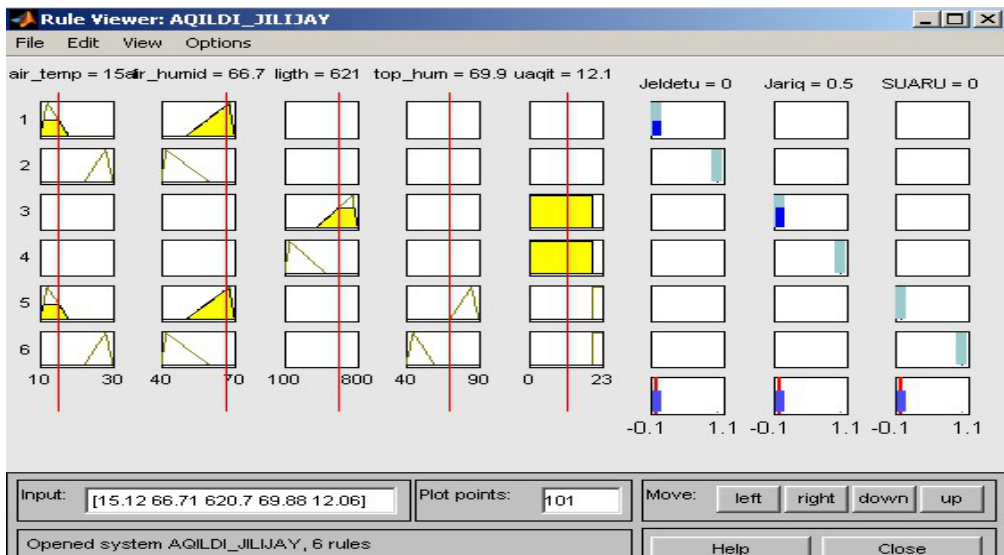 Rule Viewer: AQILDI_JILIJAY
File Edit View Options
air_temp = 15 air_humid = 66.7 ligth = 621 top_hum = 69.9 uaqit = 12.1 Jeldetu = 0 Jariq = 0.5 SUARU = 0
1
2
3
4
5
6
10 30 40 70 100 800 40 90 0 23
-0.1 1.1 -0.1 1.1 -0.1 1.1
Input: [15.12 66.71 620.7 69.88 12.06] Plot points: 101 Move: left right down up
Opened system AQILDI_JILIJAY, 6 rules Help Close